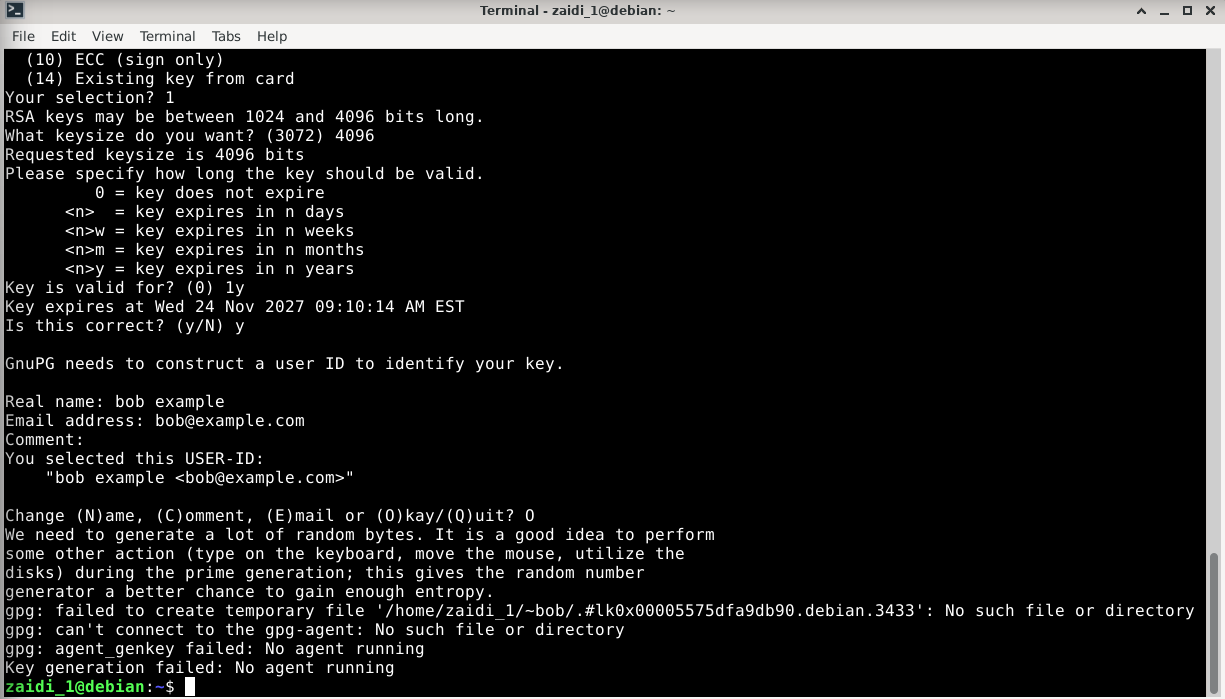 Terminal - zaidi_1@debian: ~
File Edit View Terminal Tabs Help
(10) ECC (sign only)
(14) Existing key from card
Your selection? 1
RSA keys may be between 1024 and 4096 bits long.
What keysize do you want? (3072) 4096
Requested keysize is 4096 bits
Please specify how long the key should be valid.
0 = key does not expire
<n>  = key expires in n days
<n>w = key expires in n weeks
<n>m = key expires in n months
<n>y = key expires in n years
Key is valid for? (0) 1y
Key expires at Wed 24 Nov 2027 09:10:14 AM EST
Is this correct? (y/N) y
GnuPG needs to construct a user ID to identify your key.
Real name: bob example
Email address: bob@example.com
Comment:
You selected this USER-ID:
"bob example <bob@example.com>"
Change (N)ame, (C)omment, (E)mail or (O)kay/(Q)uit? O
We need to generate a lot of random bytes. It is a good idea to perform
some other action (type on the keyboard, move the mouse, utilize the
disks) during the prime generation; this gives the random number
generator a better chance to gain enough entropy.
gpg: failed to create temporary file '/home/zaidi_1/~bob/.#lk0x00005575dfa9db90.debian.3433': No such file or directory
gpg: can't connect to the gpg-agent: No such file or directory
gpg: agent_genkey failed: No agent running
Key generation failed: No agent running
zaidi_1@debian:~$